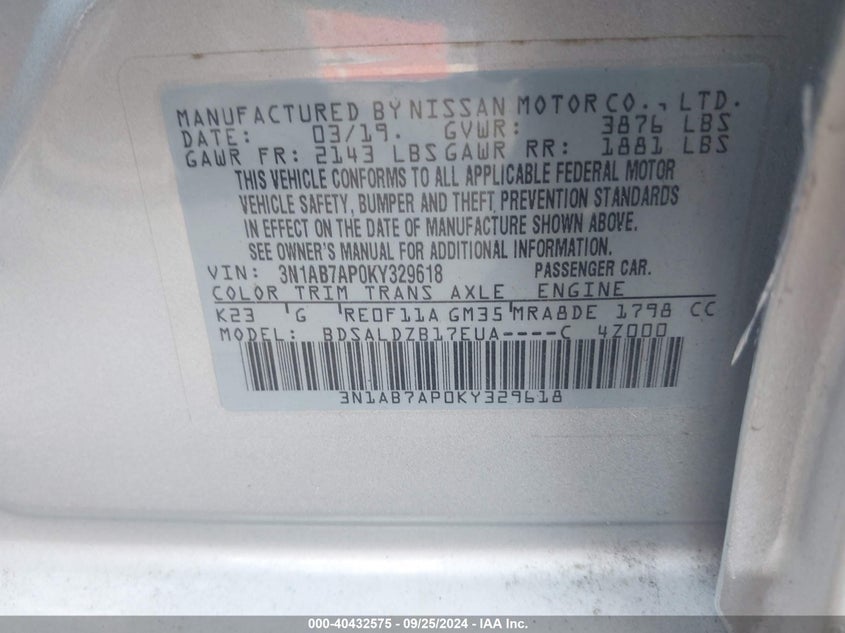 MANUFACTURED BY NISSAN MOTOR CO., LTD.
DATE: 03/19. GVWR: 3876 LBS
GAWR FR: 2143 LBS GAWR RR: 1881 LBS
THIS VEHICLE CONFORMS TO ALL APPLICABLE FEDERAL MOTOR
VEHICLE SAFETY, BUMPER AND THEFT PREVENTION STANDARDS
IN EFFECT ON THE DATE OF MANUFACTURE SHOWN ABOVE.
SEE OWNER'S MANUAL FOR ADDITIONAL INFORMATION.
VIN: 3N1AB7AP0KY329618 PASSENGER CAR.
COLOR TRIM TRANS AXLE ENGINE
K23 G RE0F11A GM35 MRA8DE 1798 CC
MODEL: BDSALDZB17EUA----C 4Z000
3N1AB7AP0KY329618
000-40432575 - 09/25/2024 - IAA Inc.